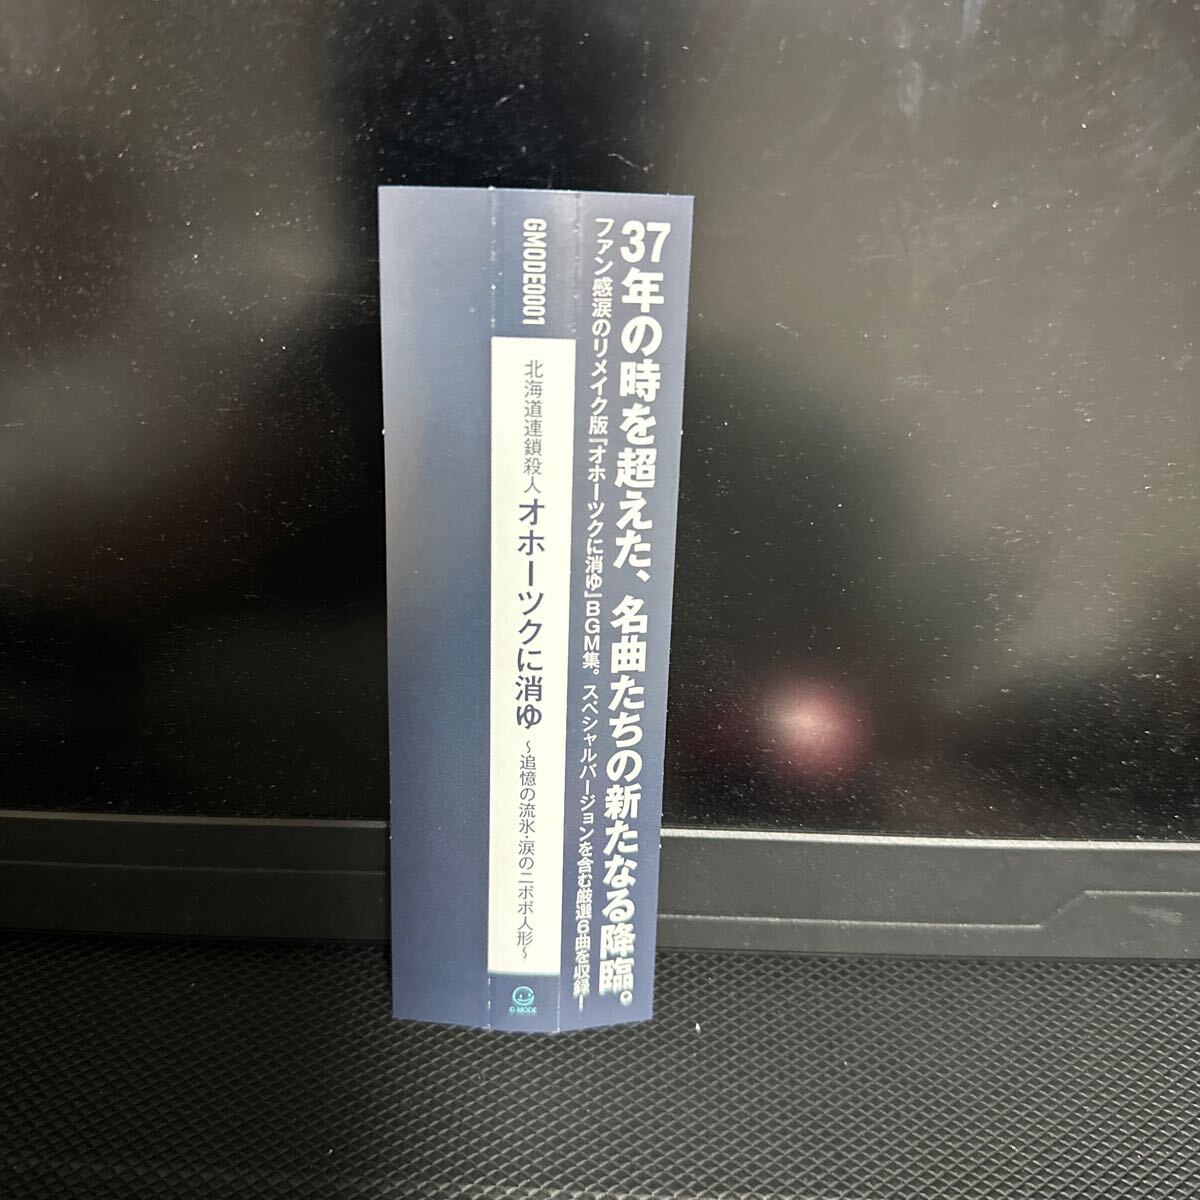 37年の時を超えた、名曲たちの新たなる降臨。
ファン感涙のリメイク版「オホーツクに消ゆ」BGM集。スペシャルバージョンを含む厳選6曲を収録!
GMODE0001
北海道連鎖殺人 オホーツクに消ゆ ～追憶の流氷・涙のニポポ人形～
G-MODE